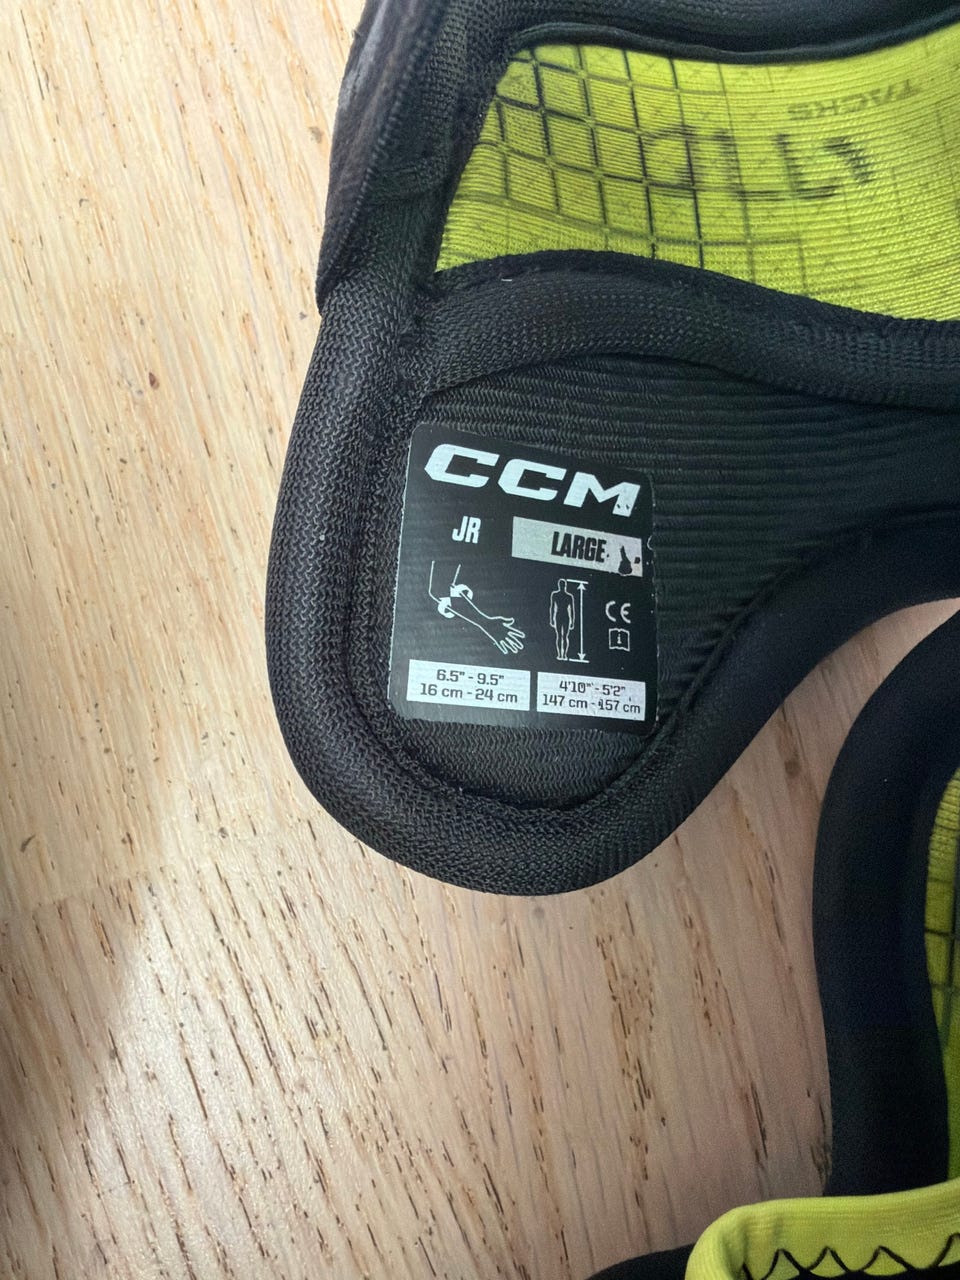 TACKS
CCM
JR LARGE
CE
6.5" - 9.5"
16 cm - 24 cm
4'10" - 5'2"
147 cm - 157 cm